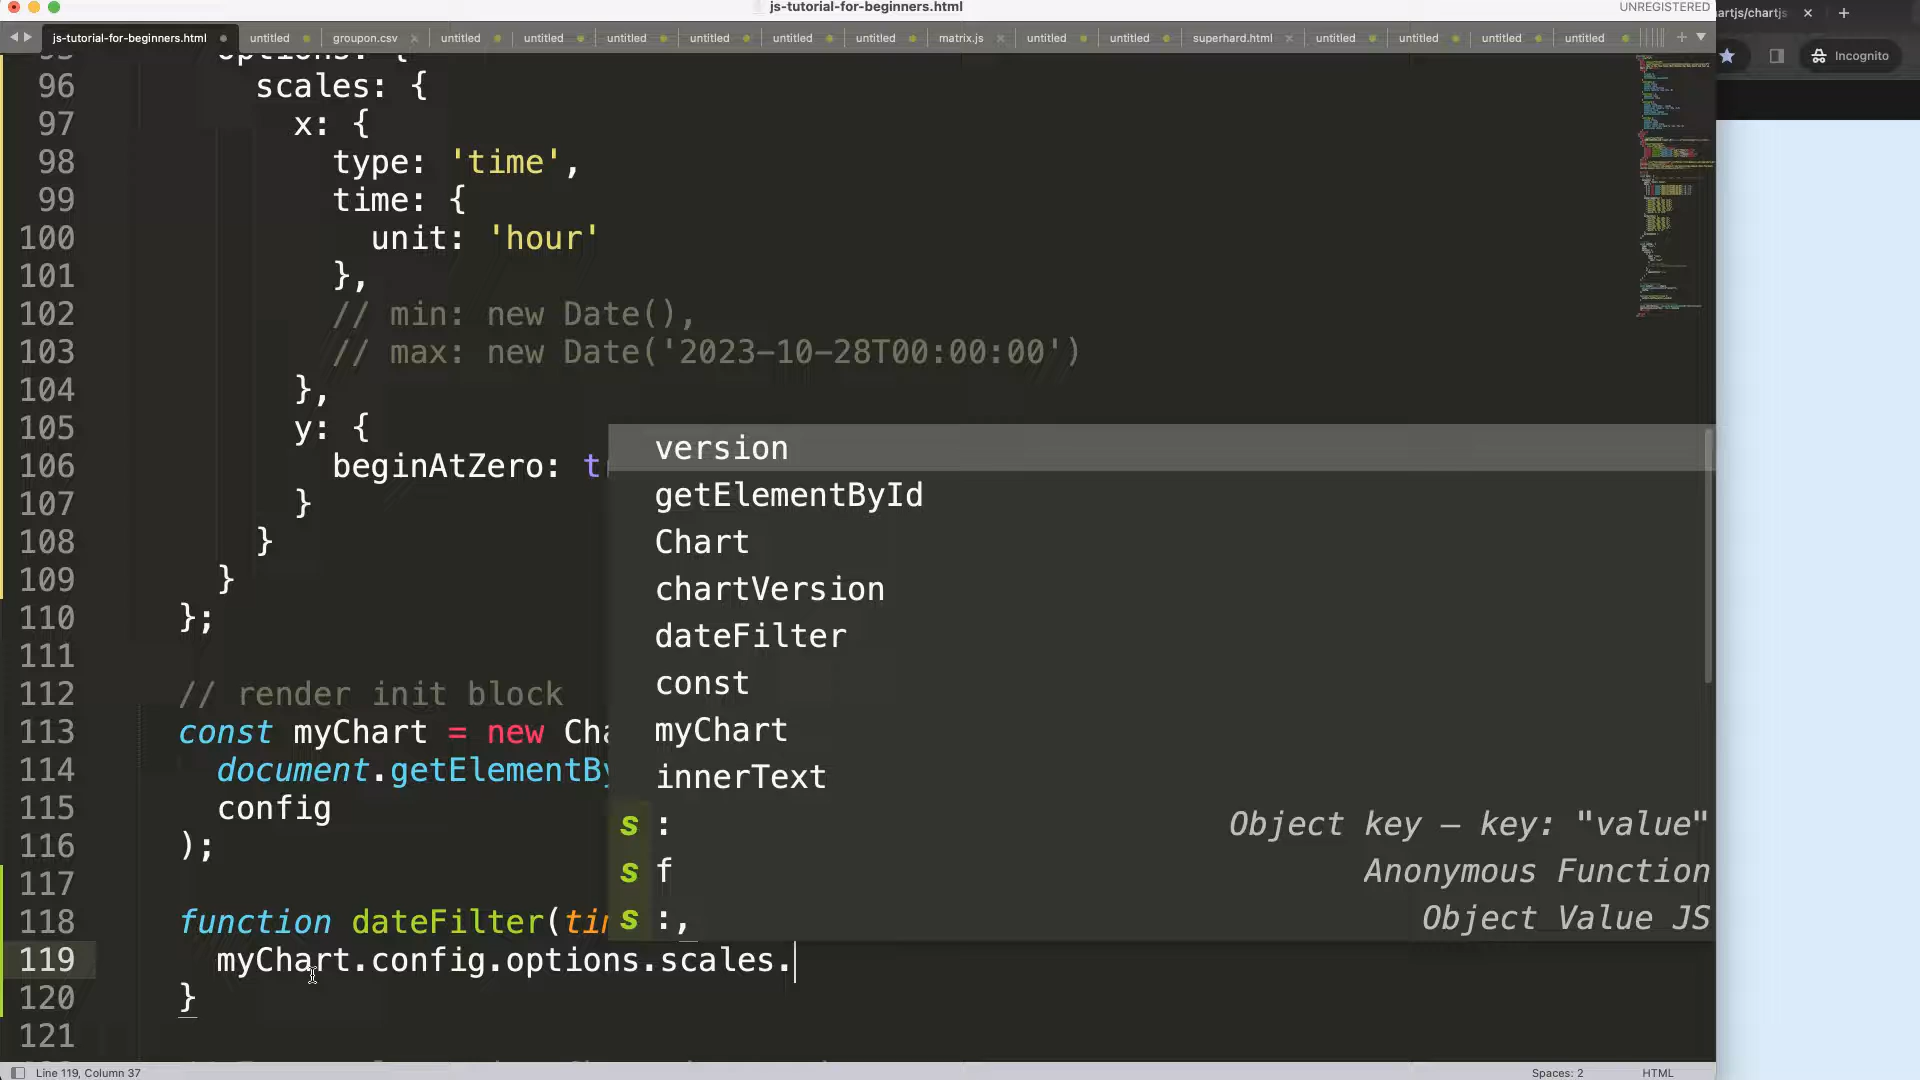 js-tutorial-for-beginners.html
UNREGISTERED
artjs/chartjs
js-tutorial-for-beginners.html untitled groupon.csv untitled untitled untitled untitled untitled untitled matrix.js untitled untitled superhard.html untitled untitled untitled untitled
Incognito
95 options: {
96 scales: {
97 x: {
98 type: 'time',
99 time: {
100 unit: 'hour'
101 },
102 // min: new Date(),
103 // max: new Date('2023-10-28T00:00:00')
104 },
105 y: {
106 beginAtZero: t
107 }
108 }
109 }
110 };
111
112 // render init block
113 const myChart = new Cha
114 document.getElementBy
115 config
116 );
117
118 function dateFilter(tim
119 myChart.config.options.scales.
120 }
121
version
getElementById
Chart
chartVersion
dateFilter
const
myChart
innerText
s : Object key – key: "value"
s f Anonymous Function
s :, Object Value JS
Line 119, Column 37
Spaces: 2
HTML